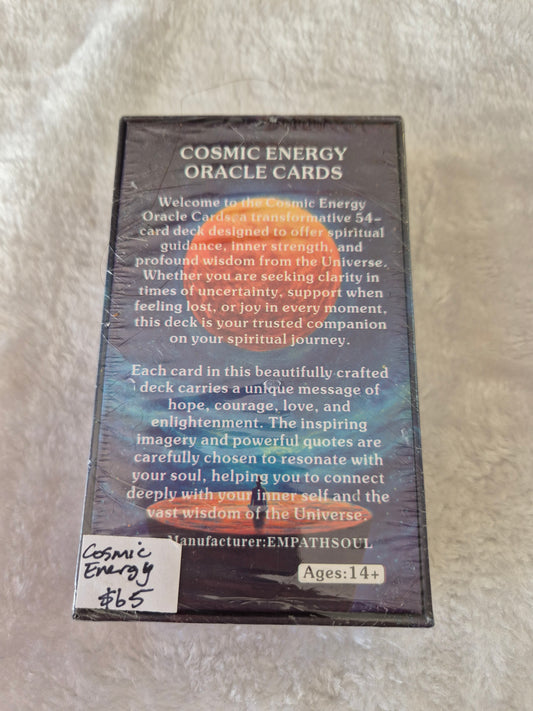 COSMIC ENERGY
ORACLE CARDS
Welcome to the Cosmic Energy
Oracle Cards, a transformative 54-
card deck designed to offer spiritual
guidance, inner strength, and
profound wisdom from the Universe.
Whether you are seeking clarity in
times of uncertainty, support when
feeling lost, or joy in every moment,
this deck is your trusted companion
on your spiritual journey.
Each card in this beautifully crafted
deck carries a unique message of
hope, courage, love, and
enlightenment. The inspiring
imagery and powerful quotes are
carefully chosen to resonate with
your soul, helping you to connect
deeply with your inner self and the
vast wisdom of the Universe.
Manufacturer:EMPATHSOUL
Ages:14+
Cosmic
Energy
$65